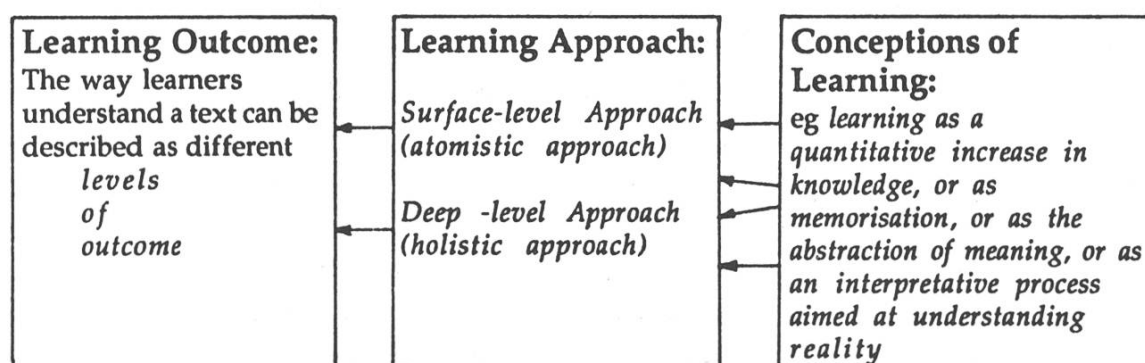 Learning Outcome:
The way learners
understand a text can be
described as different
levels
of
outcome
Learning Approach:
Surface-level Approach
(atomistic approach)
Deep -level Approach
(holistic approach)
Conceptions of
Learning:
eg learning as a
quantitative increase in
knowledge, or as
memorisation, or as the
abstraction of meaning, or as
an interpretative process
aimed at understanding
reality